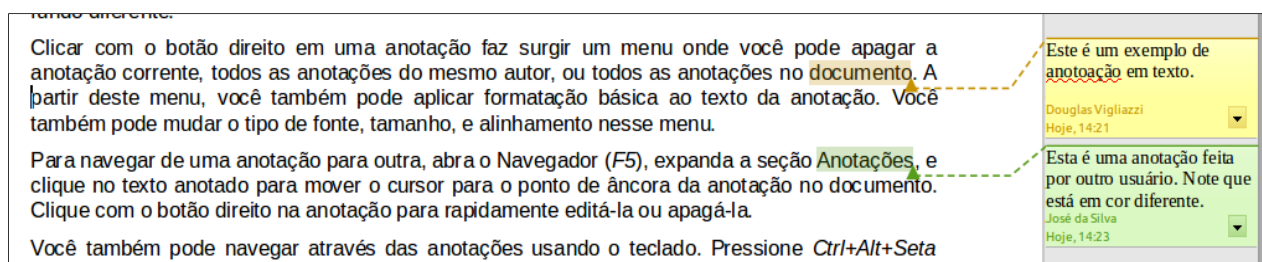 fundo diferente.
Clicar com o botão direito em uma anotação faz surgir um menu onde você pode apagar a
anotação corrente, todos as anotações do mesmo autor, ou todos as anotações no documento. A
partir deste menu, você também pode aplicar formatação básica ao texto da anotação. Você
também pode mudar o tipo de fonte, tamanho, e alinhamento nesse menu.
Para navegar de uma anotação para outra, abra o Navegador (F5), expanda a seção Anotações, e
clique no texto anotado para mover o cursor para o ponto de âncora da anotação no documento.
Clique com o botão direito na anotação para rapidamente editá-la ou apagá-la.
Você também pode navegar através das anotações usando o teclado. Pressione Ctrl+Alt+Seta
Este é um exemplo de
anotoação em texto.
Douglas Vigliazzi
Hoje, 14:21
Esta é uma anotação feita
por outro usuário. Note que
está em cor diferente.
José da Silva
Hoje, 14:23